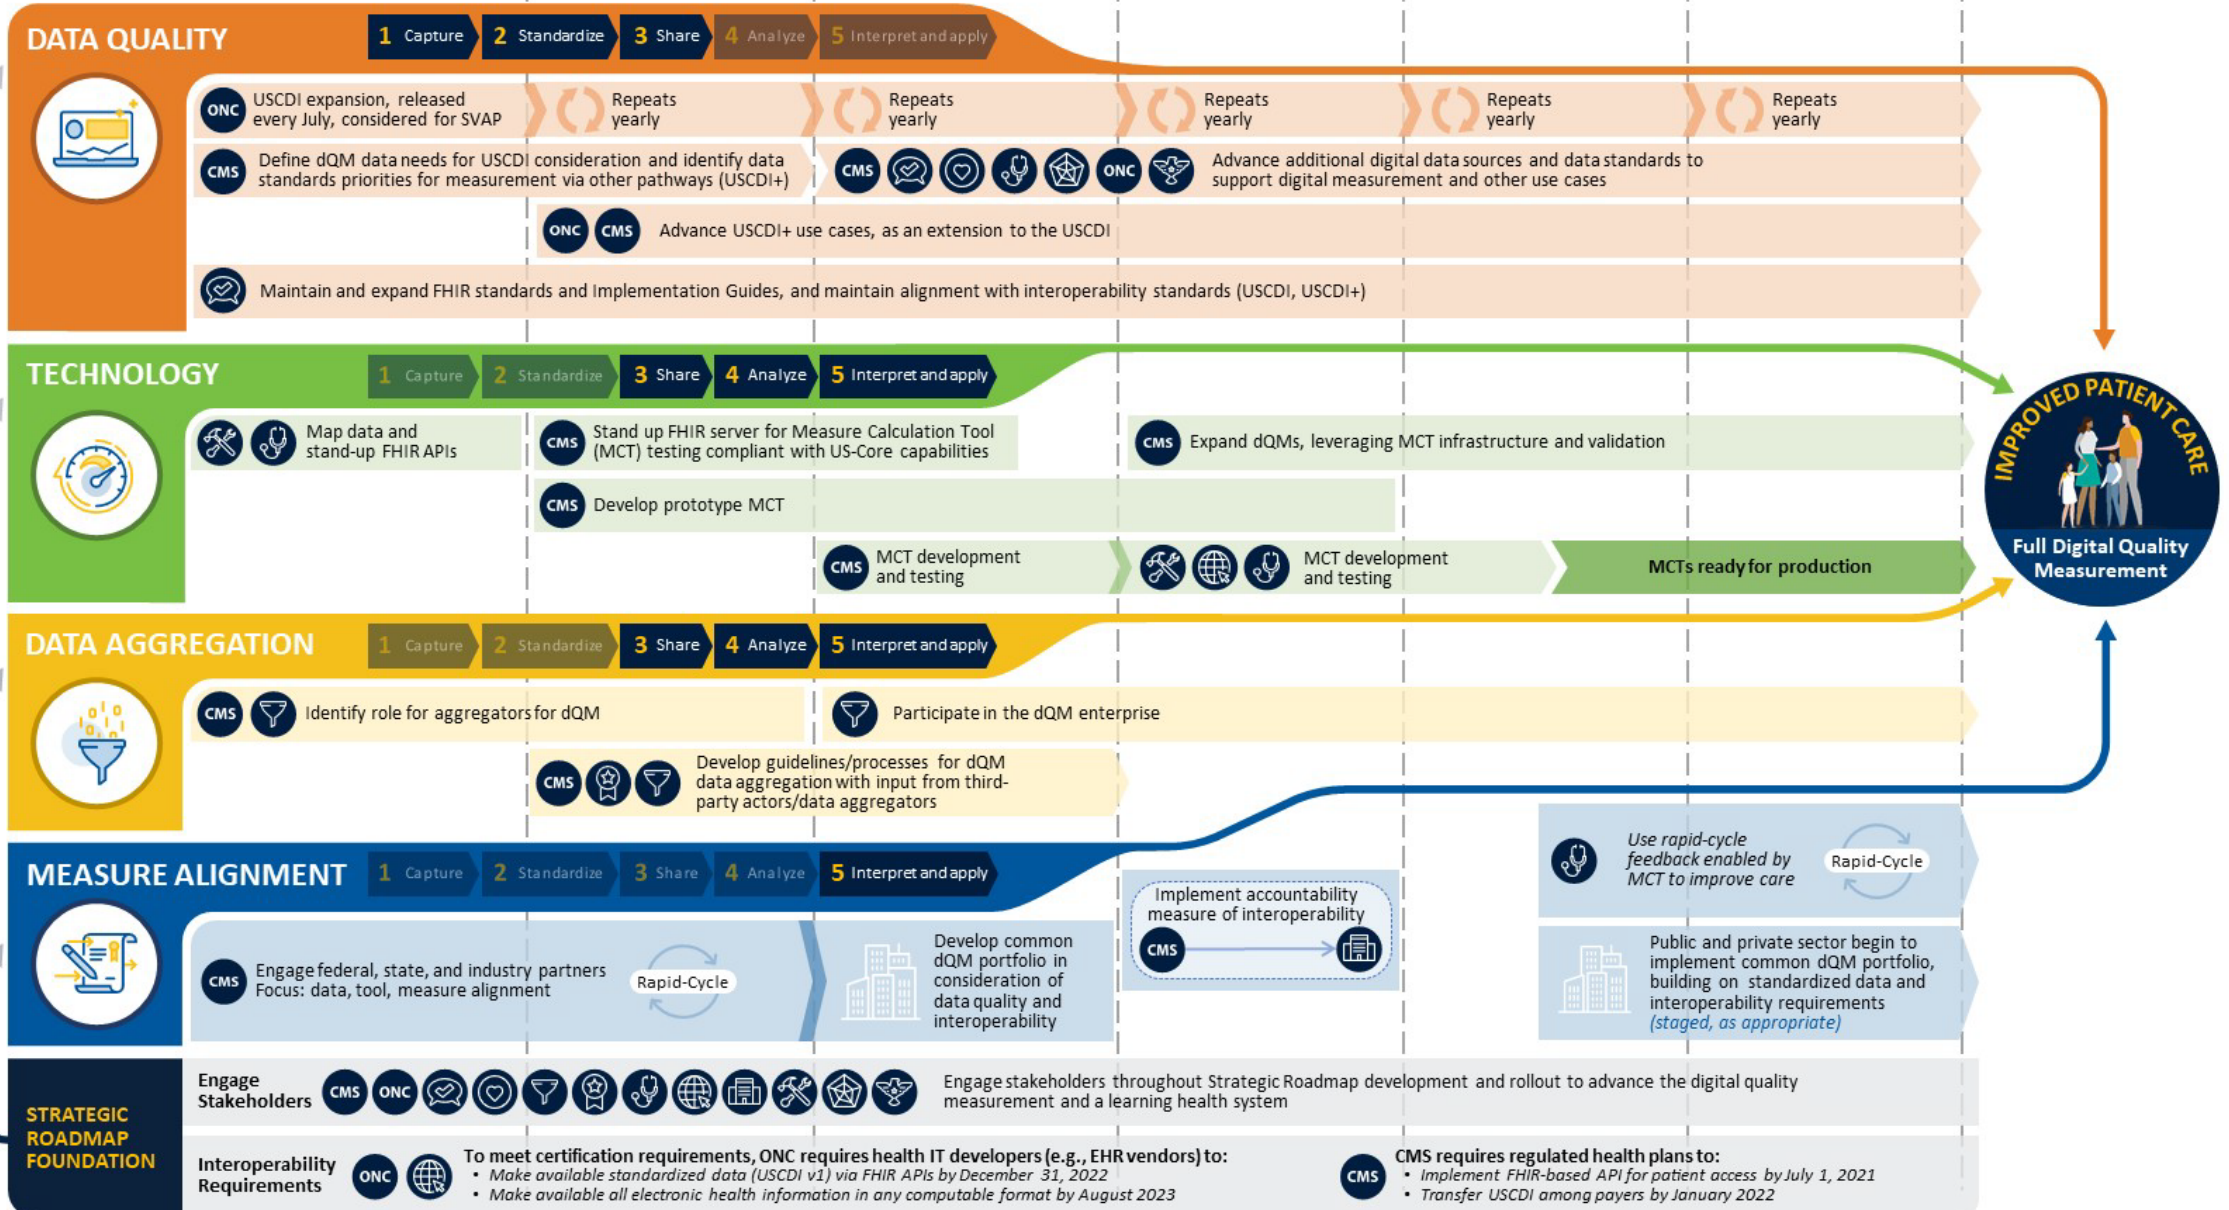 DATA QUALITY
1 Capture
2 Standardize
3 Share
4 Analyze
5 Interpret and apply
ONC
USCDI expansion, released
every July, considered for SVAP
Repeats
yearly
Repeats
yearly
Repeats
yearly
Repeats
yearly
Repeats
yearly
CMS
Define dQM data needs for USCDI consideration and identify data
standards priorities for measurement via other pathways (USCDI+)
CMS
ONC
Advance additional digital data sources and data standards to
support digital measurement and other use cases
ONC
CMS
Advance USCDI+ use cases, as an extension to the USCDI
Maintain and expand FHIR standards and Implementation Guides, and maintain alignment with interoperability standards (USCDI, USCDI+)
TECHNOLOGY
1 Capture
2 Standardize
3 Share
4 Analyze
5 Interpret and apply
Map data and
stand-up FHIR APIs
CMS
Stand up FHIR server for Measure Calculation Tool
(MCT) testing compliant with US-Core capabilities
CMS
Expand dQMs, leveraging MCT infrastructure and validation
CMS
Develop prototype MCT
CMS
MCT development
and testing
MCT development
and testing
MCTs ready for production
IMPROVED PATIENT CARE
Full Digital Quality
Measurement
DATA AGGREGATION
1 Capture
2 Standardize
3 Share
4 Analyze
5 Interpret and apply
CMS
Identify role for aggregators for dQM
Participate in the dQM enterprise
CMS
Develop guidelines/processes for dQM
data aggregation with input from third-
party actors/data aggregators
MEASURE ALIGNMENT
1 Capture
2 Standardize
3 Share
4 Analyze
5 Interpret and apply
CMS
Engage federal, state, and industry partners
Focus: data, tool, measure alignment
Rapid-Cycle
Develop common
dQM portfolio in
consideration of
data quality and
interoperability
Implement accountability
measure of interoperability
CMS
Use rapid-cycle
feedback enabled by
MCT to improve care
Rapid-Cycle
Public and private sector begin to
implement common dQM portfolio,
building on standardized data and
interoperability requirements
(staged, as appropriate)
STRATEGIC
ROADMAP
FOUNDATION
Engage
Stakeholders
CMS
ONC
Engage stakeholders throughout Strategic Roadmap development and rollout to advance the digital quality
measurement and a learning health system
Interoperability
Requirements
ONC
To meet certification requirements, ONC requires health IT developers (e.g., EHR vendors) to:
• Make available standardized data (USCDI v1) via FHIR APIs by December 31, 2022
• Make available all electronic health information in any computable format by August 2023
CMS
CMS requires regulated health plans to:
• Implement FHIR-based API for patient access by July 1, 2021
• Transfer USCDI among payers by January 2022